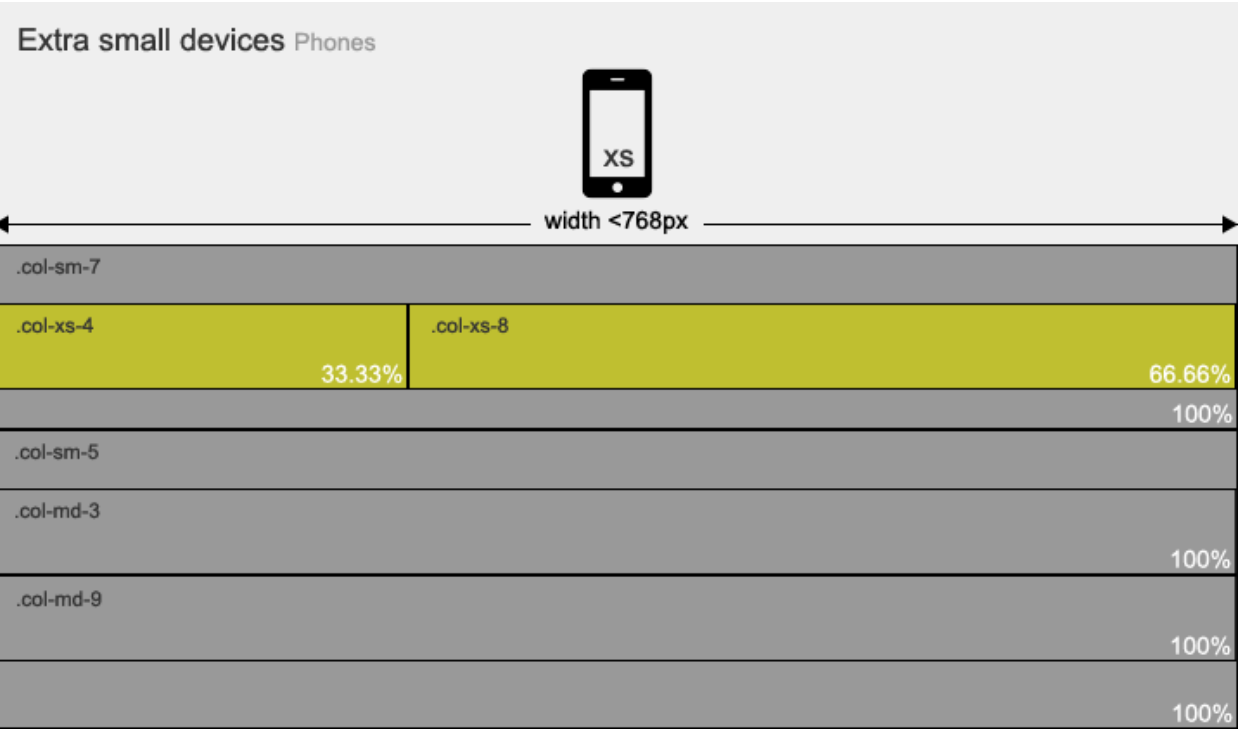 Extra small devices Phones
XS
width <768px
.col-sm-7
.col-xs-4 .col-xs-8
33.33% 66.66%
100%
.col-sm-5
.col-md-3
100%
.col-md-9
100%
100%